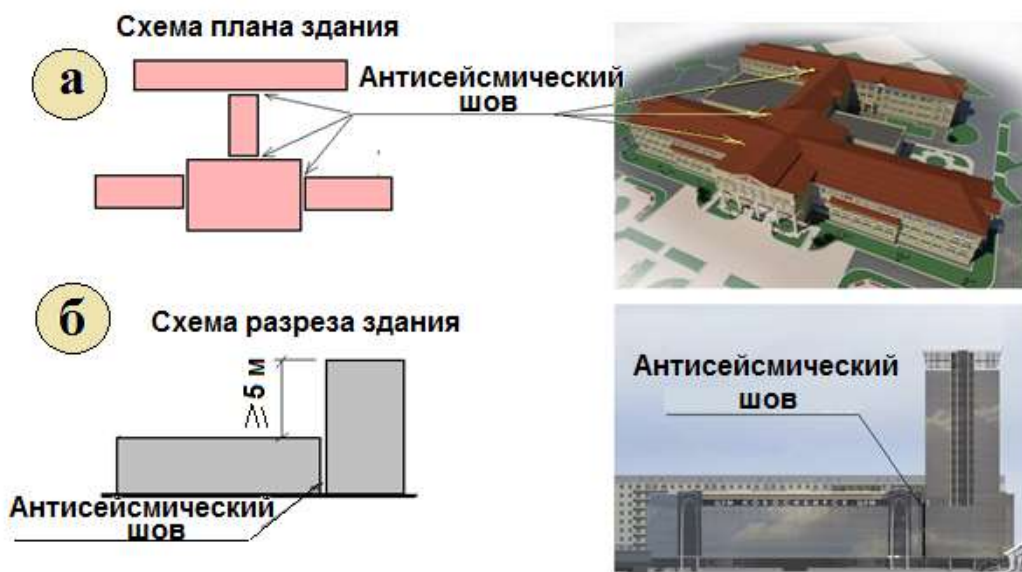 Схема плана здания
а
Антисейсмический
шов
б
Схема разреза здания
⩾ 5 м
Антисейсмический
шов
Антисейсмический
шов